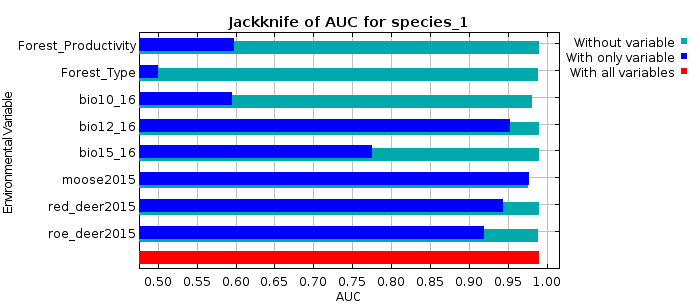 Jackknife of AUC for species_1
Without variable
With only variable
With all variables
Environmental Variable
Forest_Productivity
Forest_Type
bio10_16
bio12_16
bio15_16
moose2015
red_deer2015
roe_deer2015
0.50 0.55 0.60 0.65 0.70 0.75 0.80 0.85 0.90 0.95 1.00
AUC